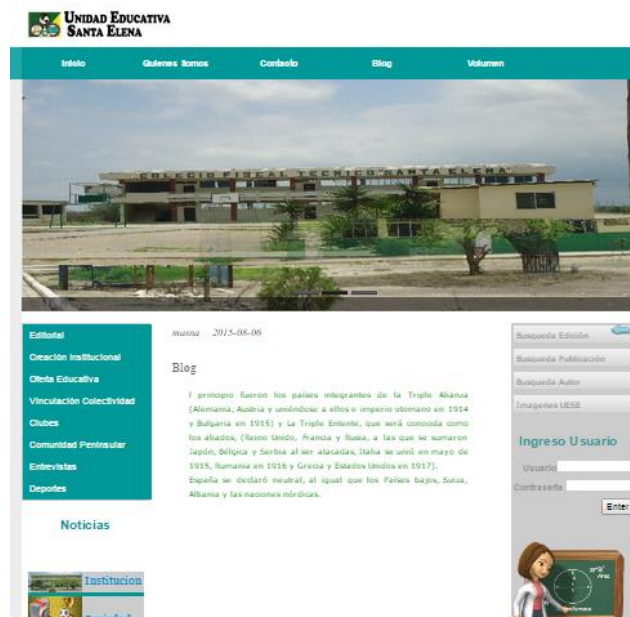 UNIDAD EDUCATIVA
SANTA ELENA
Inicio Quienes Somos Contacto Blog Volumen
COLEGIO FISCAL TECNICO SANTA ELENA
Editorial
Creación Institucional
Oferta Educativa
Vinculación Colectividad
Clubes
Comunidad Peninsular
Entrevistas
Deportes
Noticias
Institucion
2015-08-06
Blog
l principio fueron los países integrantes de la Triple Alianza
(Alemania, Austria y uniéndose a ellos e imperio otomano en 1914
y Bulgaria en 1915) y La Triple Entente, que será conocida como
los aliados, (Reino Unido, Francia y Rusia, a las que se sumaron
Japón, Bélgica y Serbia al ser atacadas, Italia se unió en mayo de
1915, Rumania en 1916 y Grecia y Estados Unidos en 1917).
España se declaró neutral, al igual que los Países bajos, Suiza,
Albania y las naciones nórdicas.
Busqueda Edición
Busqueda Publicación
Busqueda Autor
Imagenes UESE
Ingreso Usuario
Usuario
Contraseña
Enter